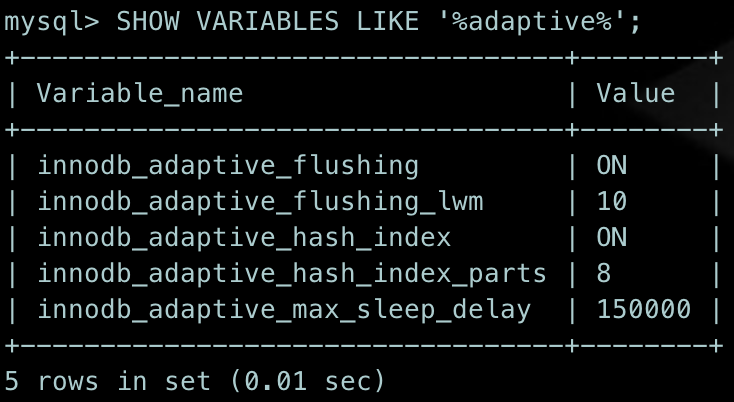 mysql> SHOW VARIABLES LIKE '%adaptive%';
+----------------------------------+--------+
| Variable_name                    | Value  |
+----------------------------------+--------+
| innodb_adaptive_flushing         | ON     |
| innodb_adaptive_flushing_lwm     | 10     |
| innodb_adaptive_hash_index       | ON     |
| innodb_adaptive_hash_index_parts | 8      |
| innodb_adaptive_max_sleep_delay  | 150000 |
+----------------------------------+--------+
5 rows in set (0.01 sec)